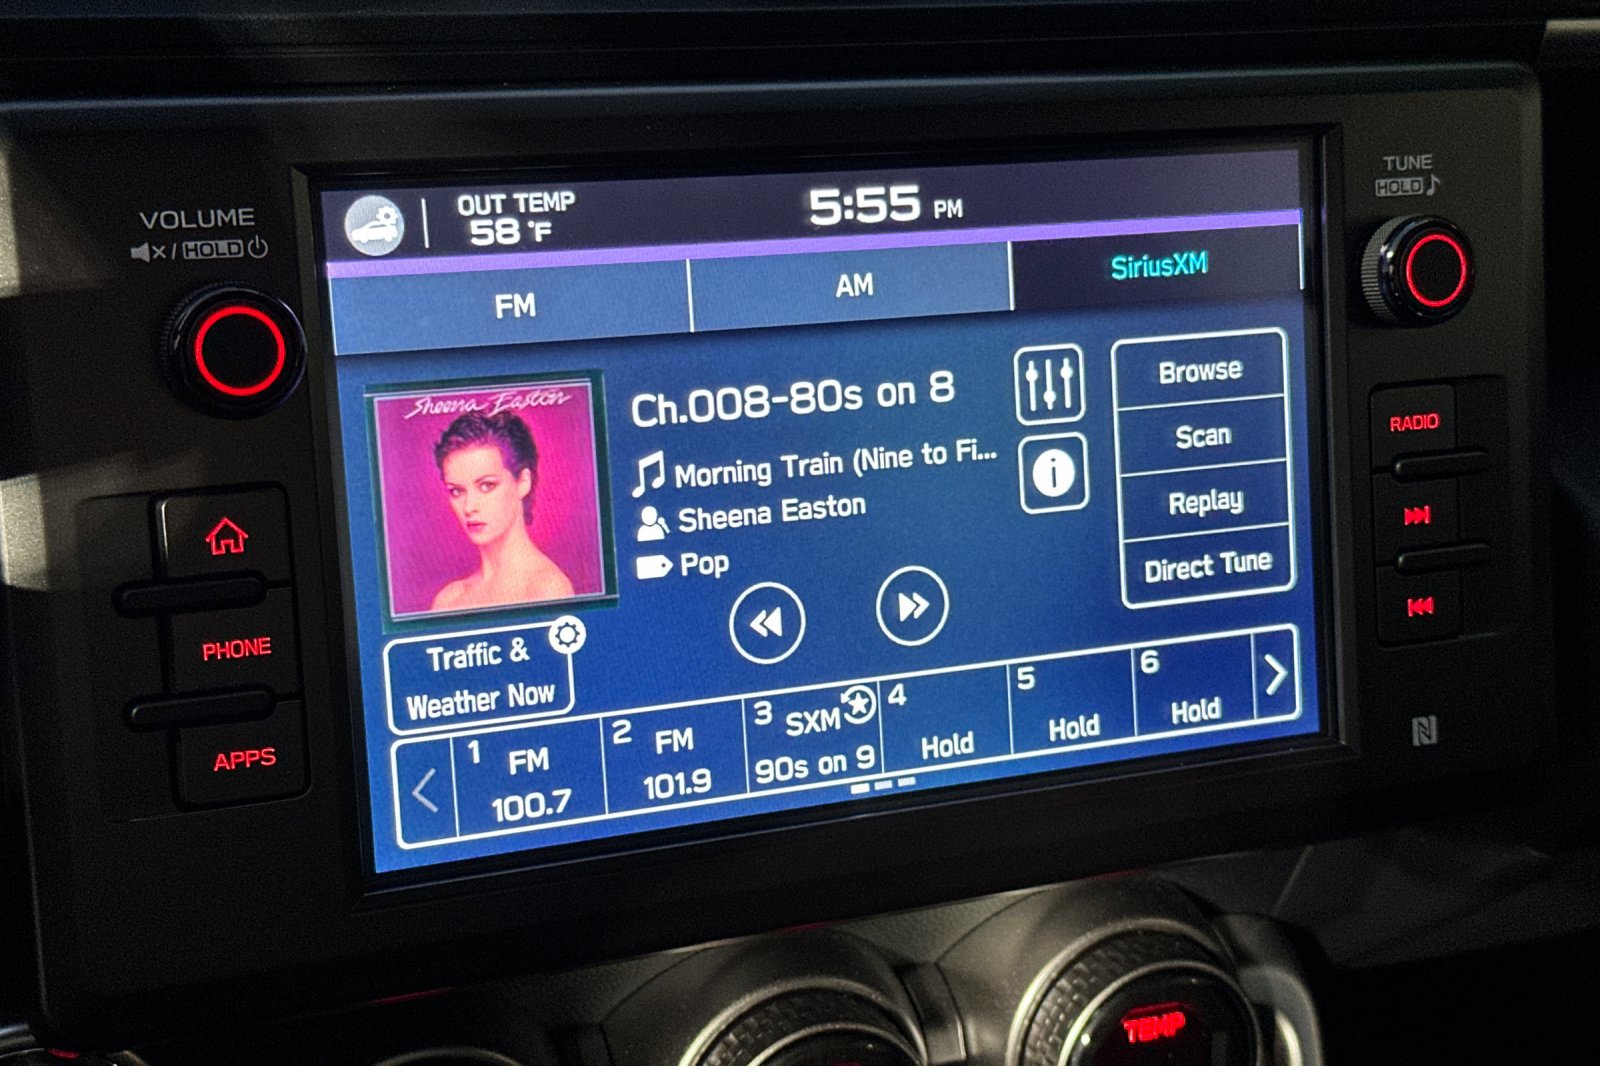 VOLUME
/HOLD
TUNE
HOLD
OUT TEMP
58 °F
5:55 PM
FM
AM
SiriusXM
Sheena Easton
Ch.008-80s on 8
Morning Train (Nine to Fi...
Sheena Easton
Pop
Browse
Scan
Replay
Direct Tune
Traffic &
Weather Now
1 FM
100.7
2 FM
101.9
3 SXM
90s on 9
4 Hold
5 Hold
6 Hold
PHONE
APPS
RADIO
TEMP